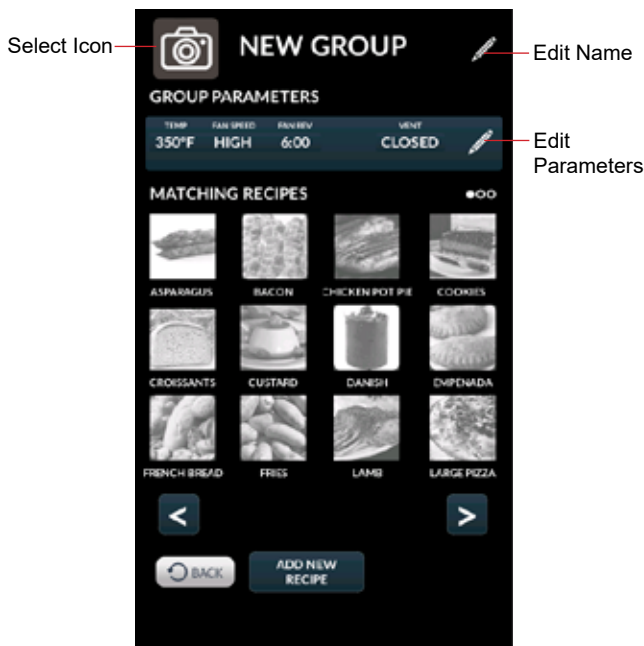 Select Icon
NEW GROUP
Edit Name
GROUP PARAMETERS
TEMP FAN SPEED FAN REV VENT
350°F HIGH 6:00 CLOSED
Edit
Parameters
MATCHING RECIPES
ASPARAGUS BACON CHICKEN POT PIE COOKIES
CROISSANTS CUSTARD DANISH EMPENADA
FRENCH BREAD FRIES LAMB LARGE PIZZA
< >
BACK
ADD NEW
RECIPE